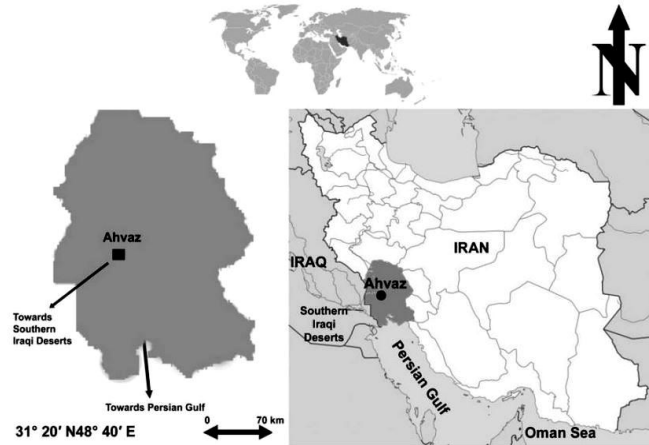 N
Ahvaz
Towards
Southern
Iraqi Deserts
Towards Persian Gulf
31° 20′ N48° 40′ E
0 70 km
IRAN
IRAQ
Ahvaz
Southern
Iraqi
Deserts
Persian Gulf
Oman Sea